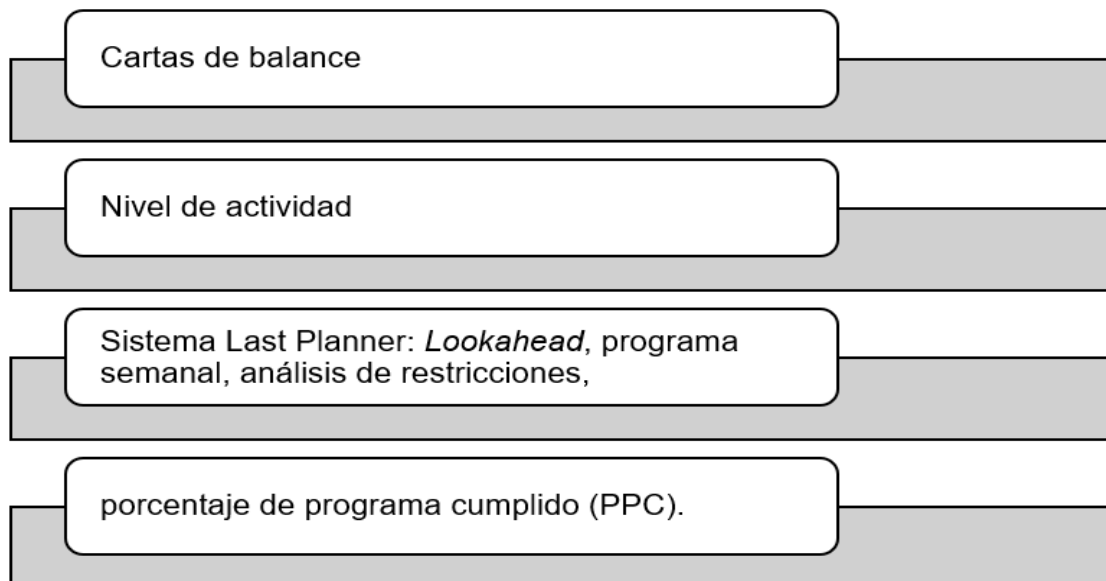 Cartas de balance
Nivel de actividad
Sistema Last Planner: Lookahead, programa
semanal, análisis de restricciones,
porcentaje de programa cumplido (PPC).